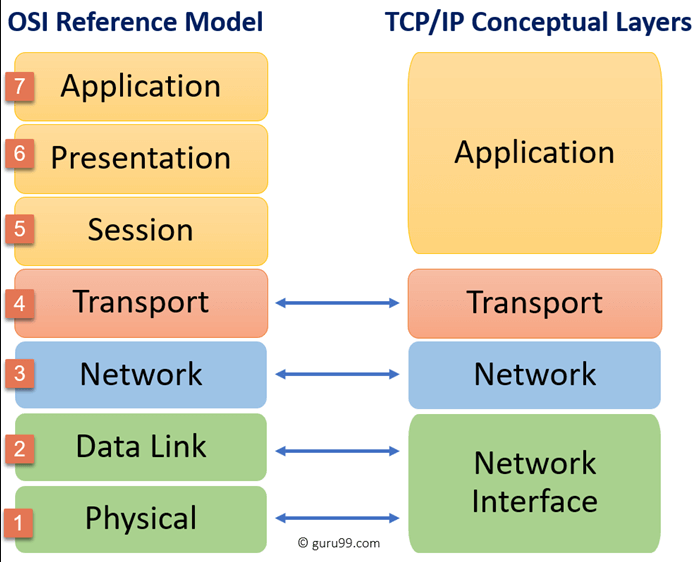 OSI Reference Model
TCP/IP Conceptual Layers
7 Application
6 Presentation
5 Session
4 Transport
3 Network
2 Data Link
1 Physical
Application
Transport
Network
Network
Interface
© guru99.com